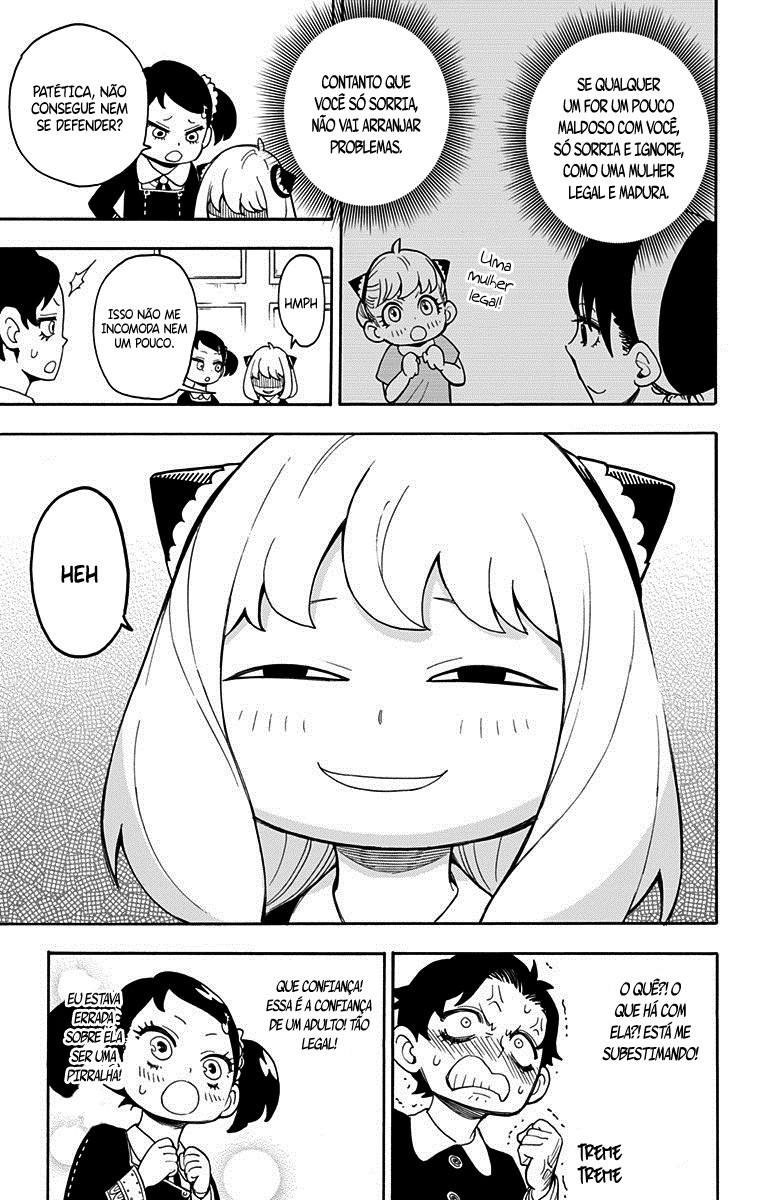 SE QUALQUER
UM FOR UM POUCO
MALDOSO COM VOCÊ,
SÓ SORRIA E IGNORE,
COMO UMA MULHER
LEGAL E MADURA.
CONTANTO QUE
VOCÊ SÓ SORRIA,
NÃO VAI ARRANJAR
PROBLEMAS.
Uma
mulher
legal!
PATÉTICA, NÃO
CONSEGUE NEM
SE DEFENDER?
HMPH
ISSO NÃO ME
INCOMODA NEM
UM POUCO.
HEH
O QUÊ?! O
QUE HÁ COM
ELA?! ESTÁ ME
SUBESTIMANDO!
TREME
TREME
QUE CONFIANÇA!
ESSA É A CONFIANÇA
DE UM ADULTO! TÃO
LEGAL!
EU ESTAVA
ERRADA
SOBRE ELA
SER UMA
PIRRALHA!